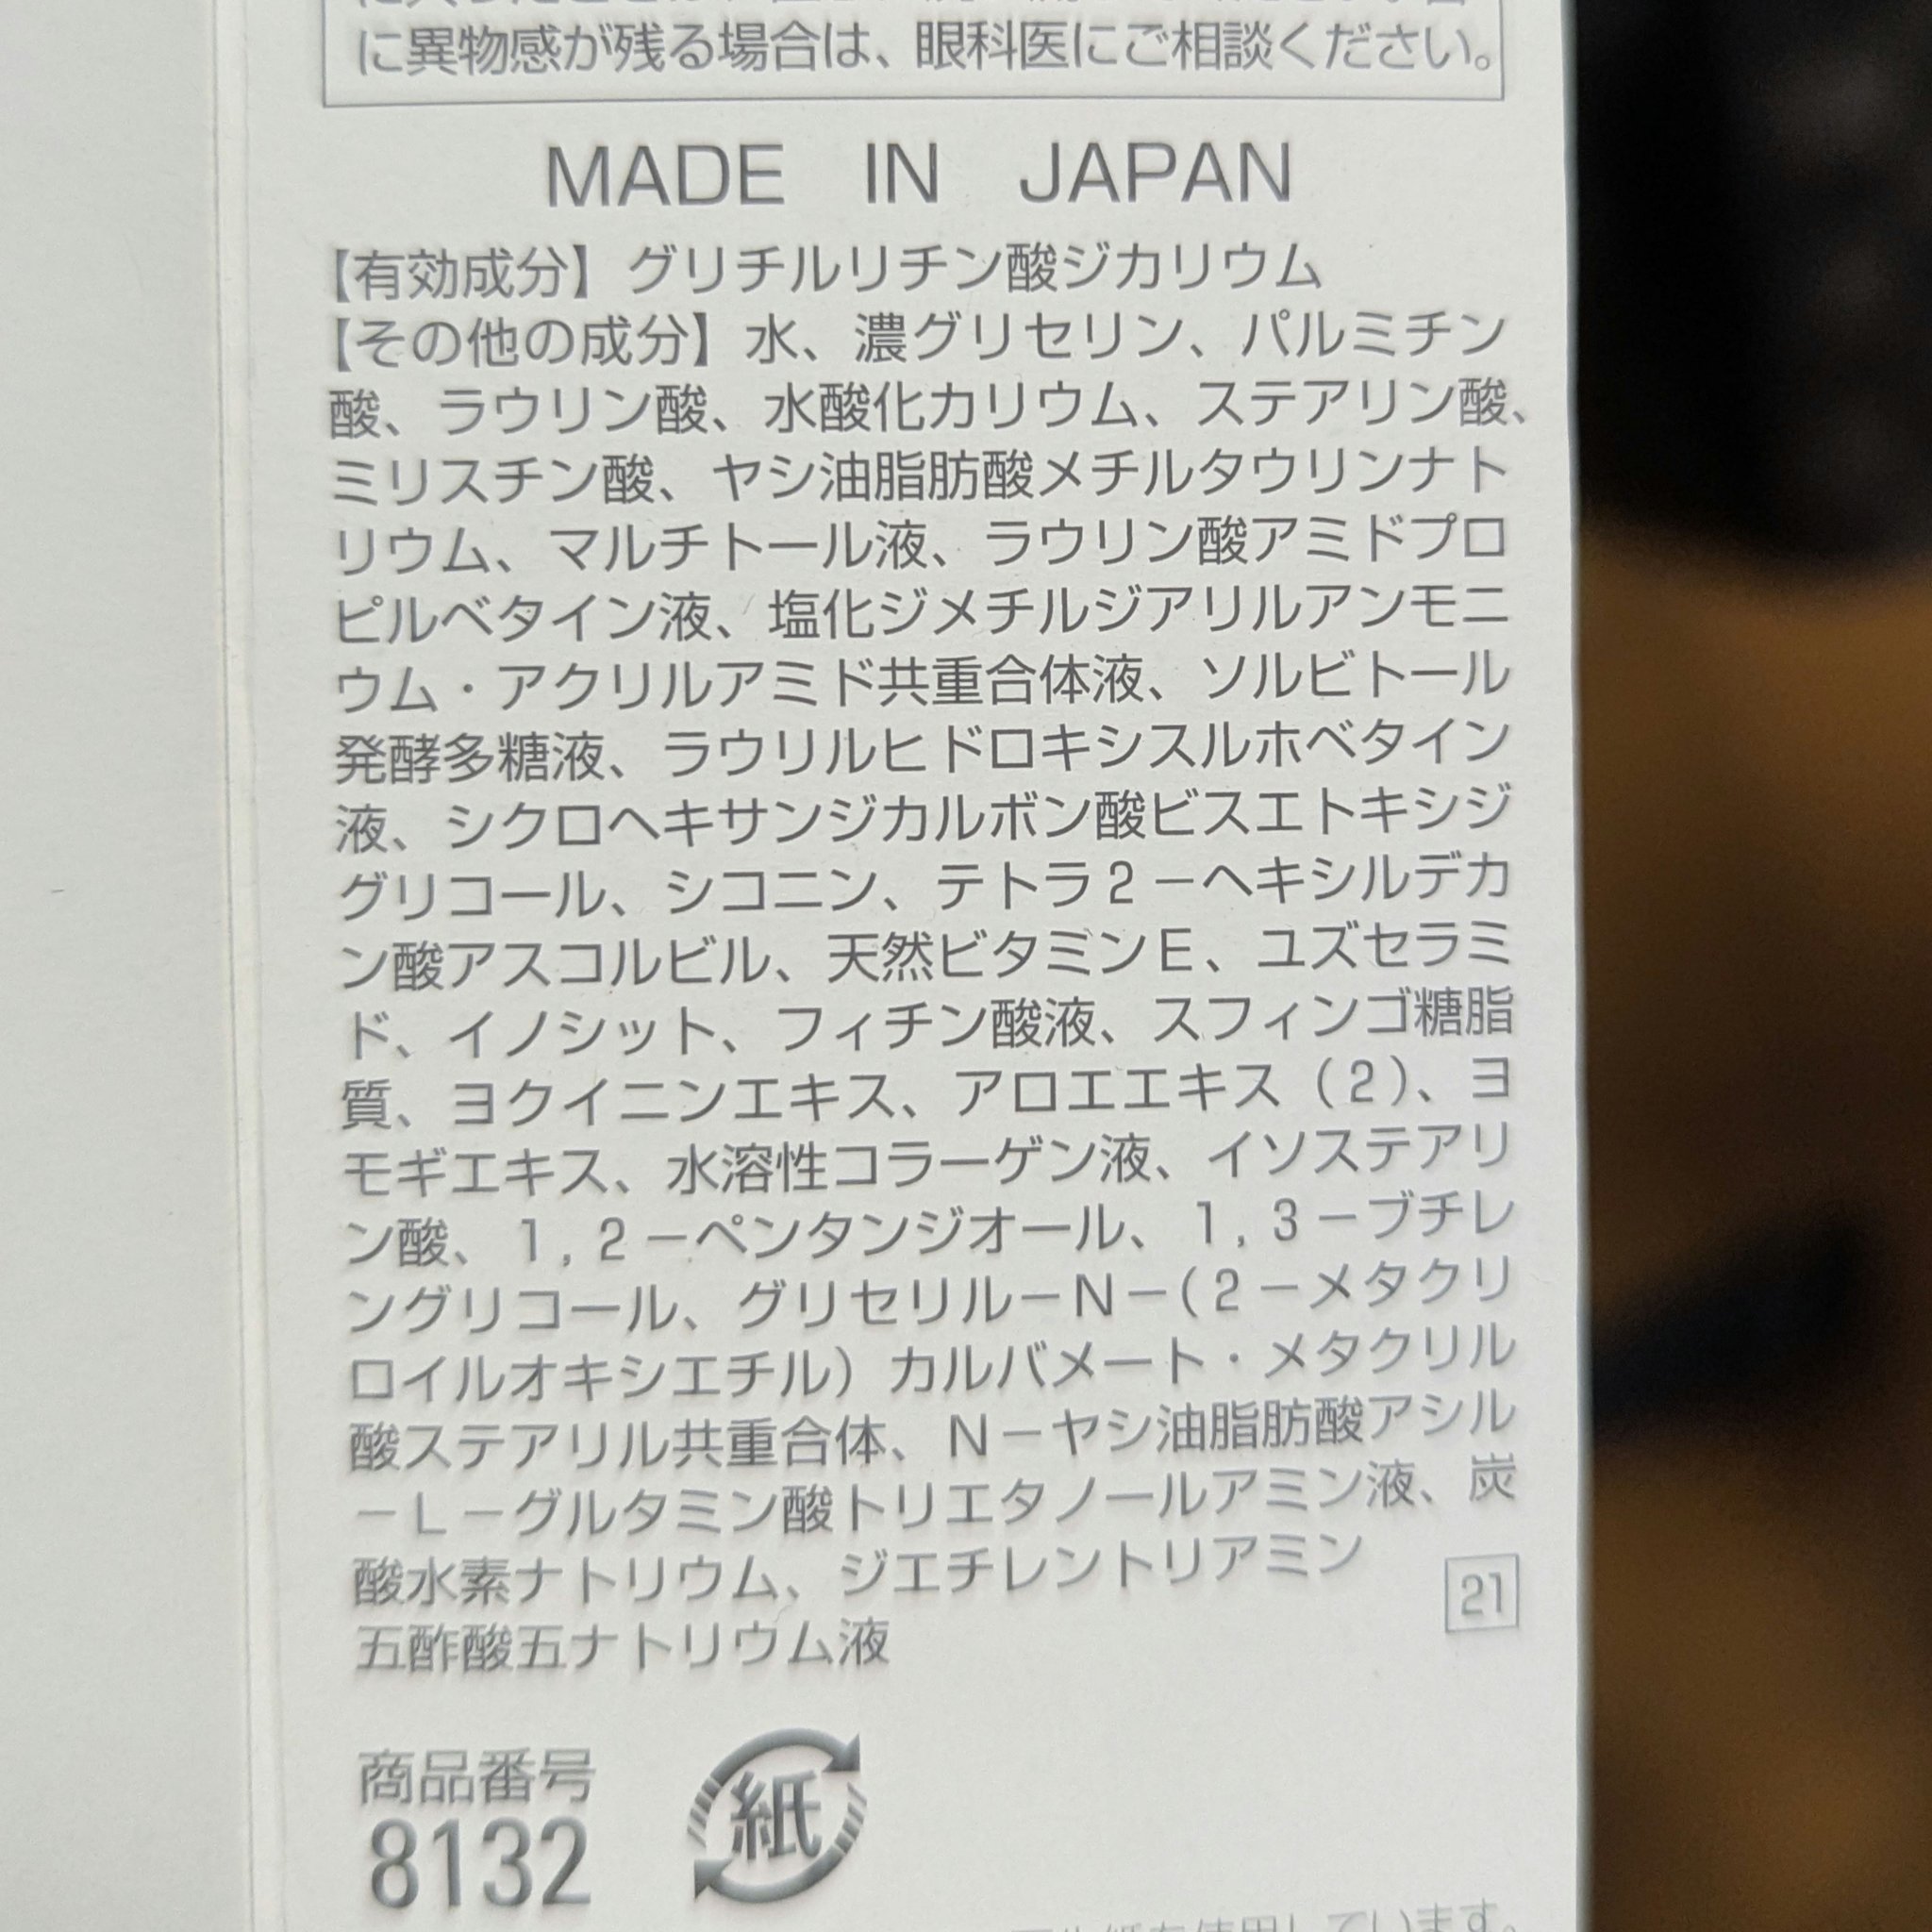 に異物感が残る場合は、眼科医にご相談ください。
MADE IN JAPAN
【有効成分】グリチルリチン酸ジカリウム
【その他の成分】水、濃グリセリン、パルミチン
酸、ラウリン酸、水酸化カリウム、ステアリン酸、
ミリスチン酸、ヤシ油脂肪酸メチルタウリンナト
リウム、マルチトール液、ラウリン酸アミドプロ
ピルベタイン液、塩化ジメチルジアリルアンモニ
ウム・アクリルアミド共重合体液、ソルビトール
発酵多糖液、ラウリルヒドロキシスルホベタイン
液、シクロヘキサンジカルボン酸ビスエトキシジ
グリコール、シコニン、テトラ2－ヘキシルデカ
ン酸アスコルビル、天然ビタミンE、ユズセラミ
ド、イノシット、フィチン酸液、スフィンゴ糖脂
質、ヨクイニンエキス、アロエエキス（2）、ヨ
モギエキス、水溶性コラーゲン液、イソステアリ
ン酸、1,2－ペンタンジオール、1,3－ブチレ
ングリコール、グリセリル－N－(2－メタクリ
ロイルオキシエチル）カルバメート・メタクリル
酸ステアリル共重合体、N－ヤシ油脂肪酸アシル
－L－グルタミン酸トリエタノールアミン液、炭
酸水素ナトリウム、ジエチレントリアミン
五酢酸五ナトリウム液
21
商品番号
8132
紙